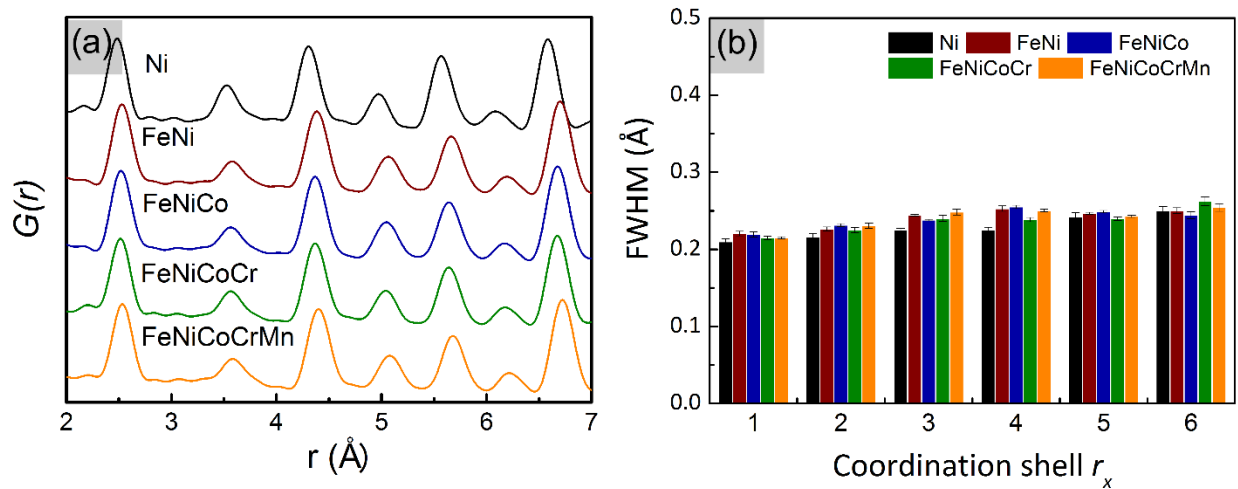 (a)
Ni
FeNi
FeNiCo
FeNiCoCr
FeNiCoCrMn
G(r)
2 3 4 5 6 7
r (Å)
(b)
Ni FeNi FeNiCo
FeNiCoCr FeNiCoCrMn
0.5
0.4
0.3
0.2
0.1
0.0
FWHM (Å)
1 2 3 4 5 6
Coordination shell rₓ